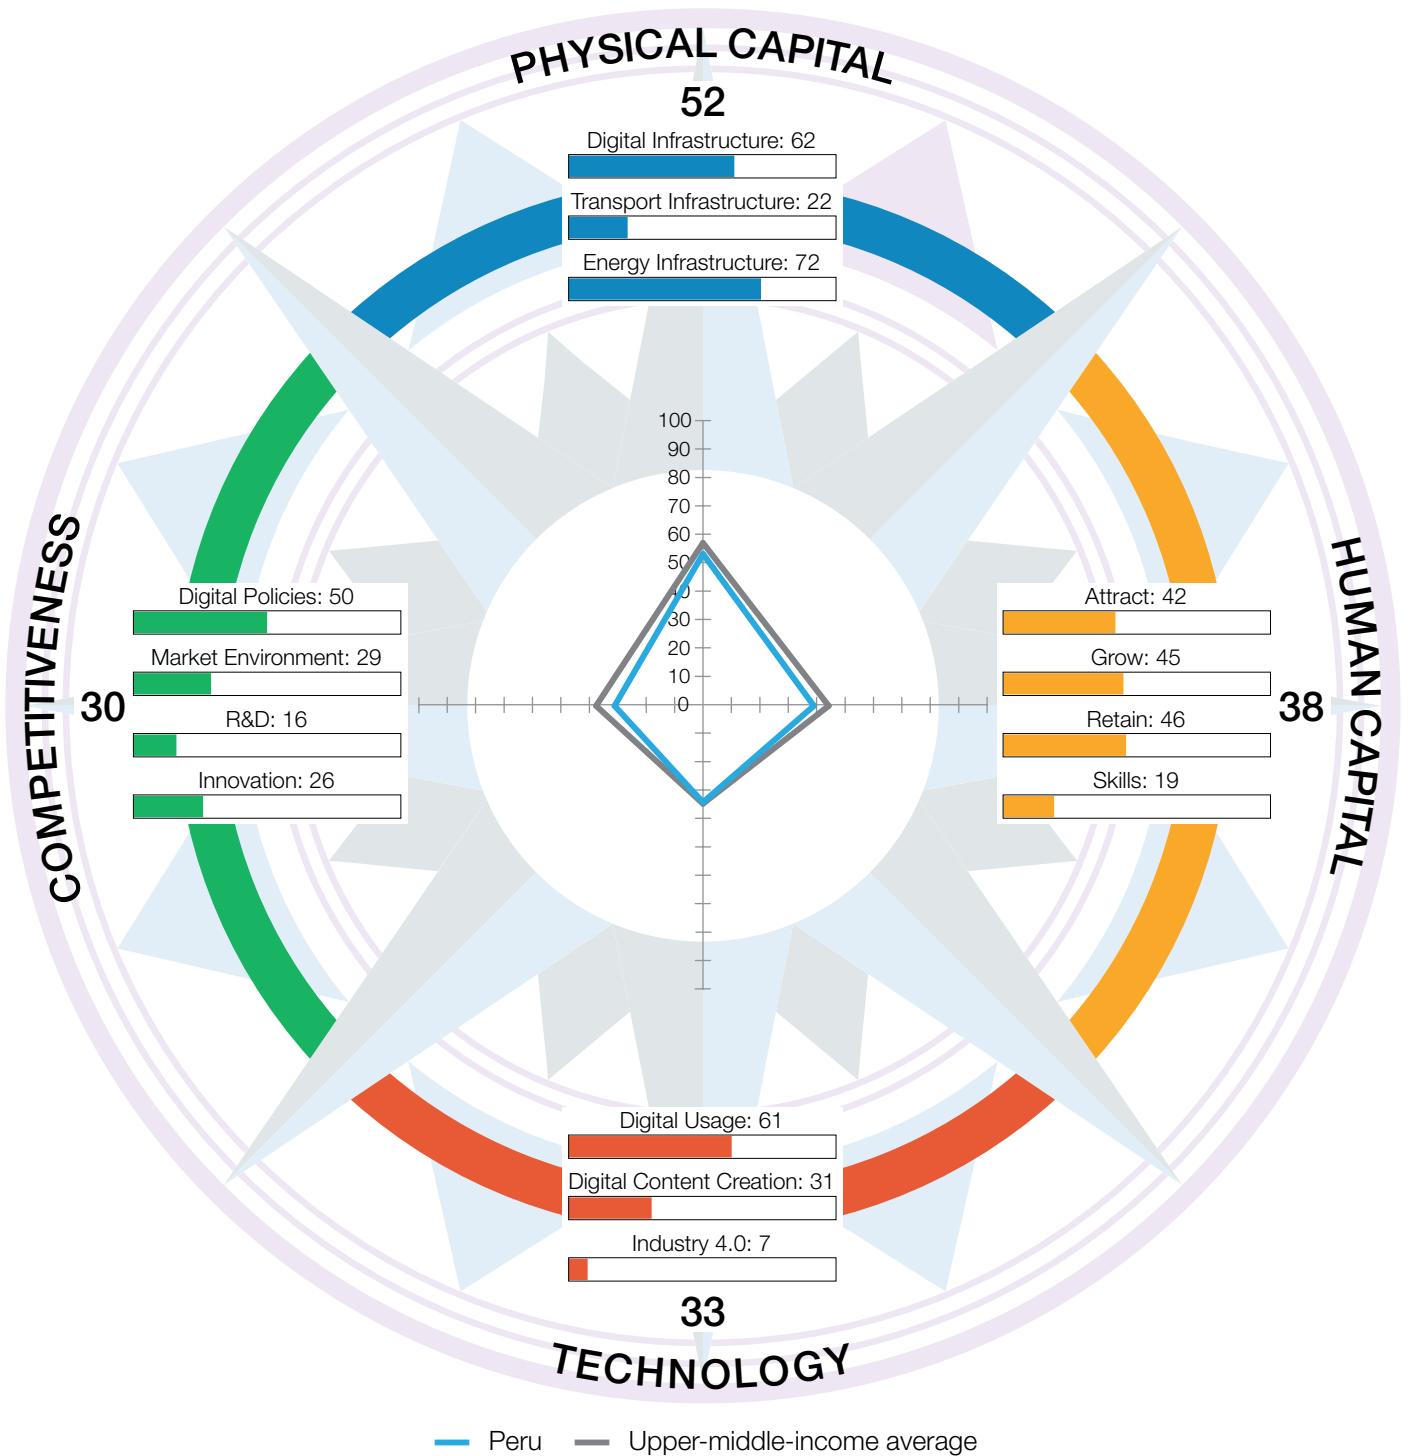 PHYSICAL CAPITAL
52
Digital Infrastructure: 62
Transport Infrastructure: 22
Energy Infrastructure: 72
100
90
80
70
60
50
40
30
20
10
0
COMPETITIVENESS
30
Digital Policies: 50
Market Environment: 29
R&D: 16
Innovation: 26
HUMAN CAPITAL
38
Attract: 42
Grow: 45
Retain: 46
Skills: 19
Digital Usage: 61
Digital Content Creation: 31
Industry 4.0: 7
33
TECHNOLOGY
Peru Upper-middle-income average